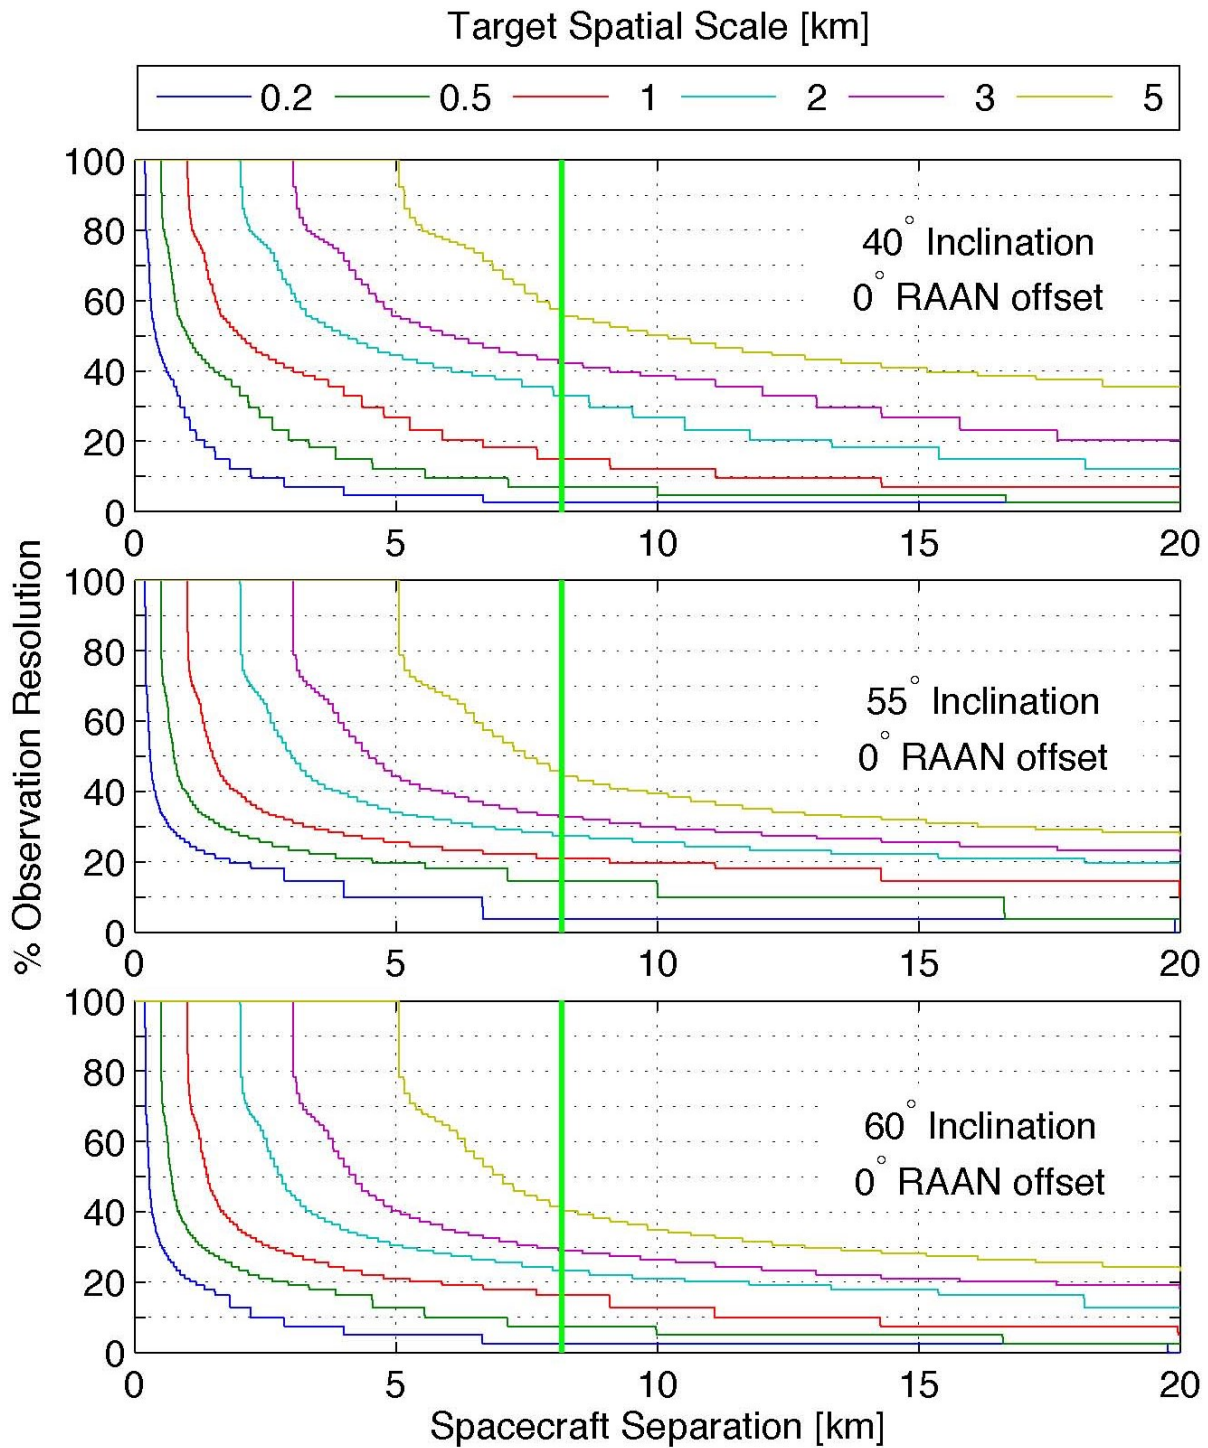 Target Spatial Scale [km]
0.2 0.5 1 2 3 5
100
80
60
40
20
0
40° Inclination
0° RAAN offset
0 5 10 15 20
% Observation Resolution
100
80
60
40
20
0
55° Inclination
0° RAAN offset
0 5 10 15 20
100
80
60
40
20
0
60° Inclination
0° RAAN offset
0 5 10 15 20
Spacecraft Separation [km]